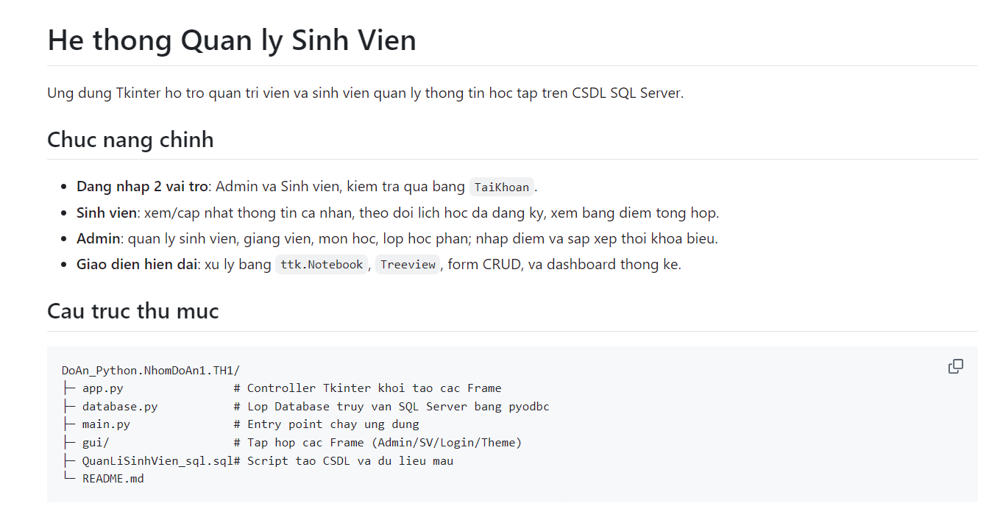 He thong Quan ly Sinh Vien
Ung dung Tkinter ho tro quan tri vien va sinh vien quan ly thong tin hoc tap tren CSDL SQL Server.
Chuc nang chinh
Dang nhap 2 vai tro: Admin va Sinh vien, kiem tra qua bang TaiKhoan.
Sinh vien: xem/cap nhat thong tin ca nhan, theo doi lich hoc da dang ky, xem bang diem tong hop.
Admin: quan ly sinh vien, giang vien, mon hoc, lop hoc phan; nhap diem va sap xep thoi khoa bieu.
Giao dien hien dai: xu ly bang ttk.Notebook, Treeview, form CRUD, va dashboard thong ke.
Cau truc thu muc
DoAn_Python.NhomDoAn1.TH1/
├─ app.py                # Controller Tkinter khoi tao cac Frame
├─ database.py           # Lop Database truy van SQL Server bang pyodbc
├─ main.py               # Entry point chay ung dung
├─ gui/                  # Tap hop cac Frame (Admin/SV/Login/Theme)
├─ QuanLiSinhVien_sql.sql# Script tao CSDL va du lieu mau
└─ README.md